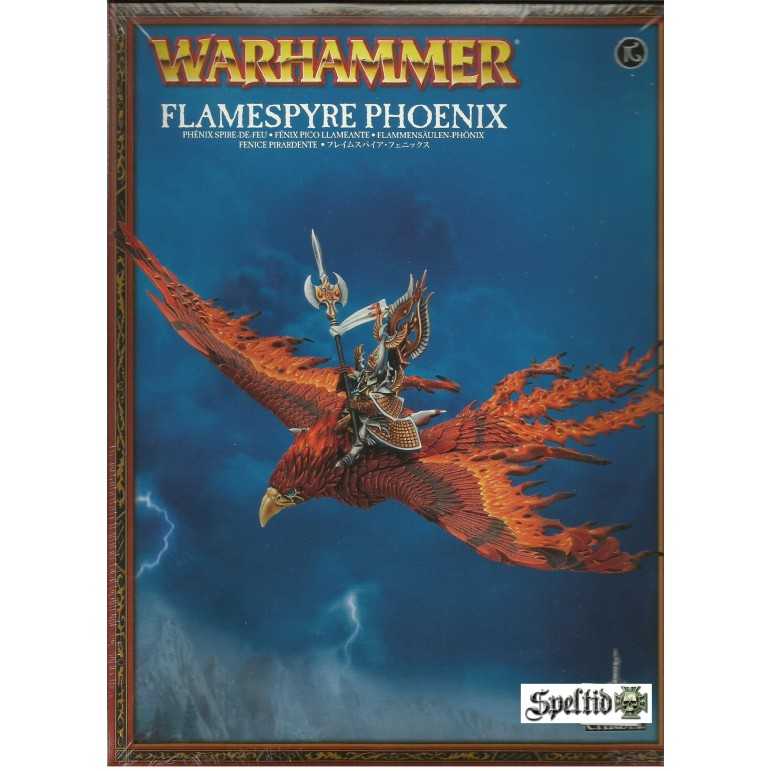 WARHAMMER®
FLAMESPYRE PHOENIX
PHÉNIX SPIRE-DE-FEU • FÉNIX PICO LLAMEANTE • FLAMMENSÄULEN-PHÖNIX
FENICE PIRARDENTE • フレイムスパイア・フェニックス
Speltid